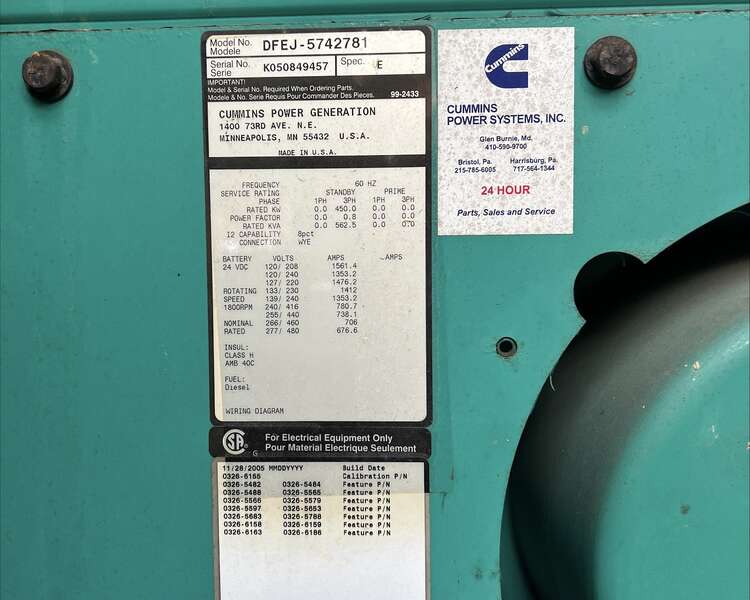 Model No.
Modele
DFEJ-5742781
Serial No.
Serie
K050849457
Spec.
E
IMPORTANT!
Model & Serial No. Required When Ordering Parts.
Modele & No. Serie Requis Pour Commander Des Pieces.
99-2433
CUMMINS POWER GENERATION
1400 73RD AVE. N.E.
MINNEAPOLIS, MN 55432 U.S.A.
MADE IN U.S.A.
FREQUENCY 60 HZ
SERVICE RATING STANDBY PRIME
PHASE 1PH 3PH 1PH 3PH
RATED KW 0.0 450.0 0.0 0.0
POWER FACTOR 0.0 0.8 0.0 0.0
RATED KVA 0.0 562.5 0.0 0.0
I2 CAPABILITY 8pct
CONNECTION WYE
BATTERY VOLTS AMPS AMPS
24 VDC 120/ 208 1561.4
120/ 240 1353.2
127/ 220 1476.2
ROTATING 133/ 230 1412
SPEED 139/ 240 1353.2
1800RPM 240/ 416 780.7
255/ 440 738.1
NOMINAL 266/ 460 706
RATED 277/ 480 676.6
INSUL:
CLASS H
AMB 40C
FUEL:
Diesel
WIRING DIAGRAM
SA
G
For Electrical Equipment Only
Pour Material Electrique Seulement
11/28/2005 MMDDYYYY Build Date
0326-6155 Calibration P/N
0326-5482 0326-5484 Feature P/N
0326-5488 0326-5565 Feature P/N
0326-5566 0326-5579 Feature P/N
0326-5597 0326-5653 Feature P/N
0326-5683 0326-5788 Feature P/N
0326-6158 0326-6159 Feature P/N
0326-6163 0326-6186 Feature P/N
Cummins
CUMMINS
POWER SYSTEMS, INC.
Glen Burnie, Md.
410-590-8700
Bristol, Pa. Harrisburg, Pa.
215-785-6005 717-564-1344
24 HOUR
Parts, Sales and Service